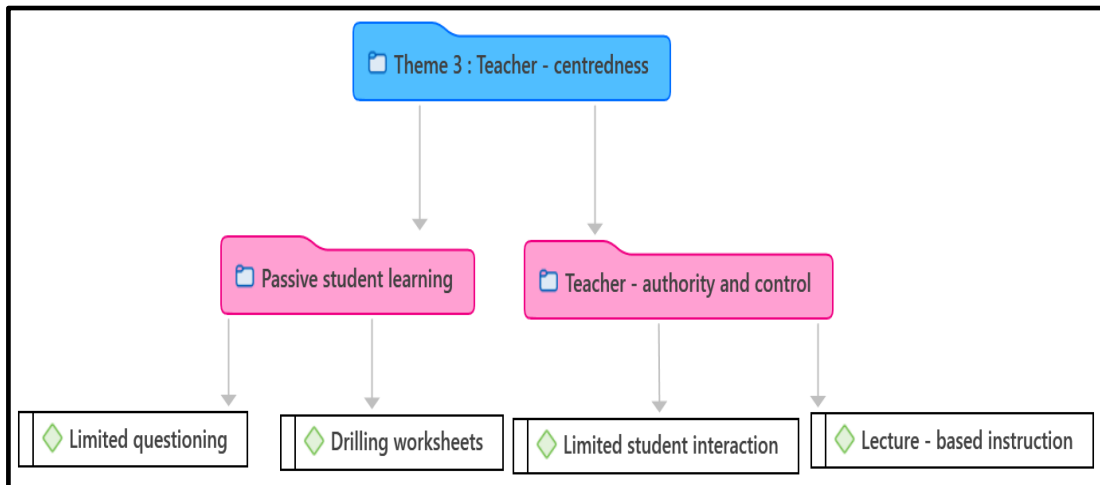 Theme 3 : Teacher - centredness
Passive student learning
Teacher - authority and control
Limited questioning
Drilling worksheets
Limited student interaction
Lecture - based instruction